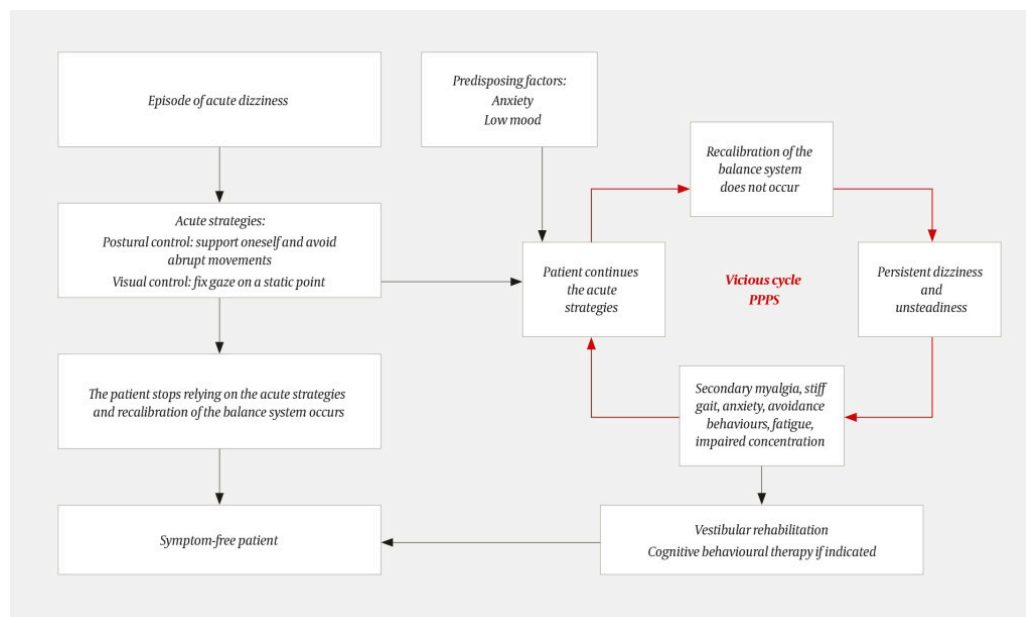 Episode of acute dizziness
Predisposing factors:
Anxiety
Low mood
Recalibration of the
balance system
does not occur
Acute strategies:
Postural control: support oneself and avoid
abrupt movements
Visual control: fix gaze on a static point
Patient continues
the acute
strategies
Vicious cycle
PPPS
Persistent dizziness
and
unsteadiness
The patient stops relying on the acute strategies
and recalibration of the balance system occurs
Secondary myalgia, stiff
gait, anxiety, avoidance
behaviours, fatigue,
impaired concentration
Symptom-free patient
Vestibular rehabilitation
Cognitive behavioural therapy if indicated